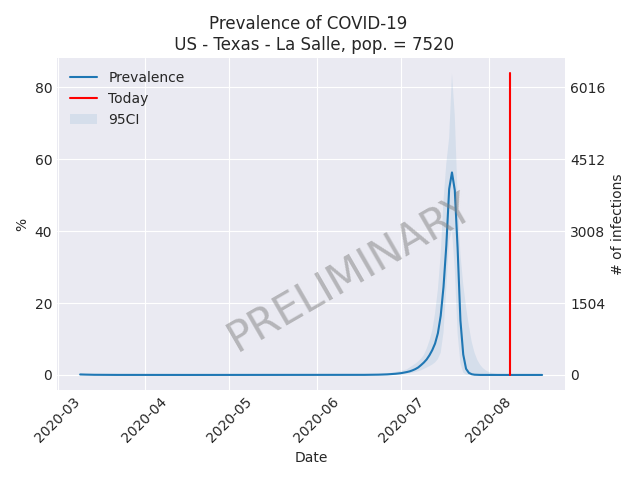 Prevalence of COVID-19
US - Texas - La Salle, pop. = 7520
Prevalence
Today
95CI
80
60
40
20
0
%
6016
4512
3008
1504
0
# of infections
PRELIMINARY
2020-03
2020-04
2020-05
2020-06
2020-07
2020-08
Date